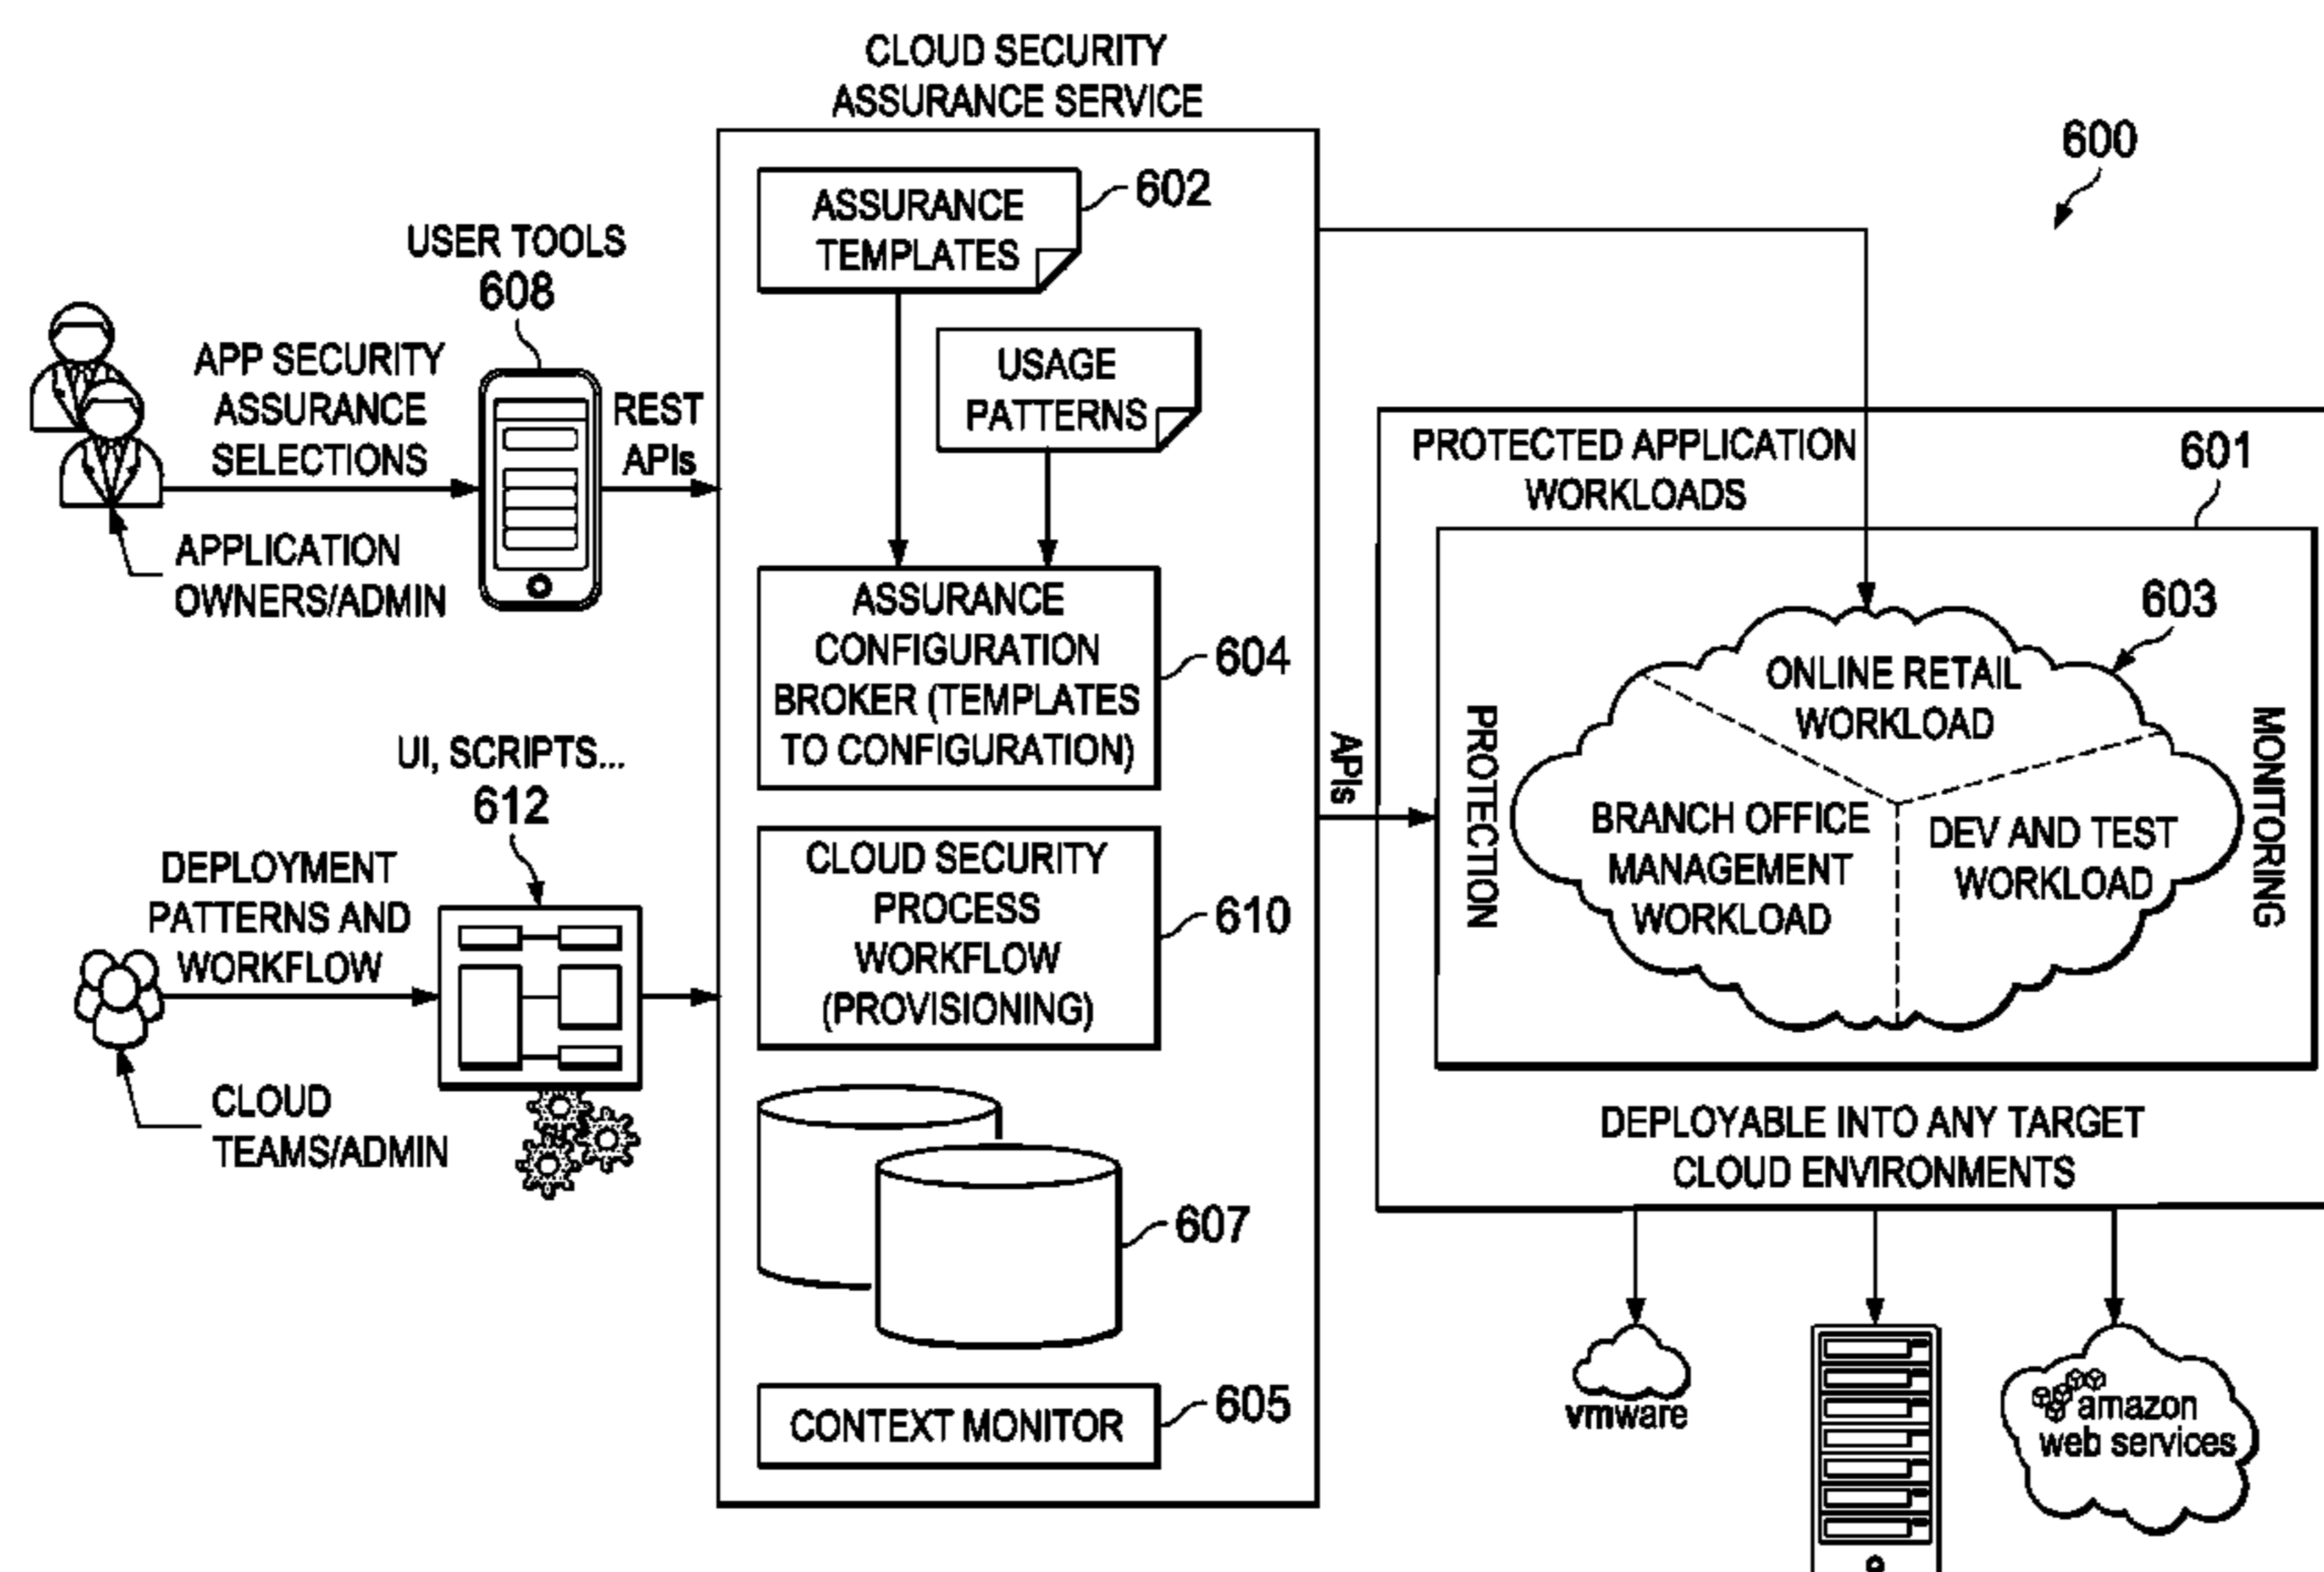 CLOUD SECURITY
ASSURANCE SERVICE
600
ASSURANCE
TEMPLATES
602
USER TOOLS
608
USAGE
PATTERNS
APP SECURITY
ASSURANCE
SELECTIONS
REST
APIs
APPLICATION
OWNERS/ADMIN
PROTECTED APPLICATION
WORKLOADS
601
ASSURANCE
CONFIGURATION
BROKER (TEMPLATES
TO CONFIGURATION)
604
603
ONLINE RETAIL
WORKLOAD
PROTECTION
MONITORING
APIs
BRANCH OFFICE
MANAGEMENT
WORKLOAD
DEV AND TEST
WORKLOAD
UI, SCRIPTS...
612
DEPLOYMENT
PATTERNS AND
WORKFLOW
CLOUD SECURITY
PROCESS
WORKFLOW
(PROVISIONING)
610
CLOUD
TEAMS/ADMIN
607
DEPLOYABLE INTO ANY TARGET
CLOUD ENVIRONMENTS
CONTEXT MONITOR
605
vmware
amazon
web services